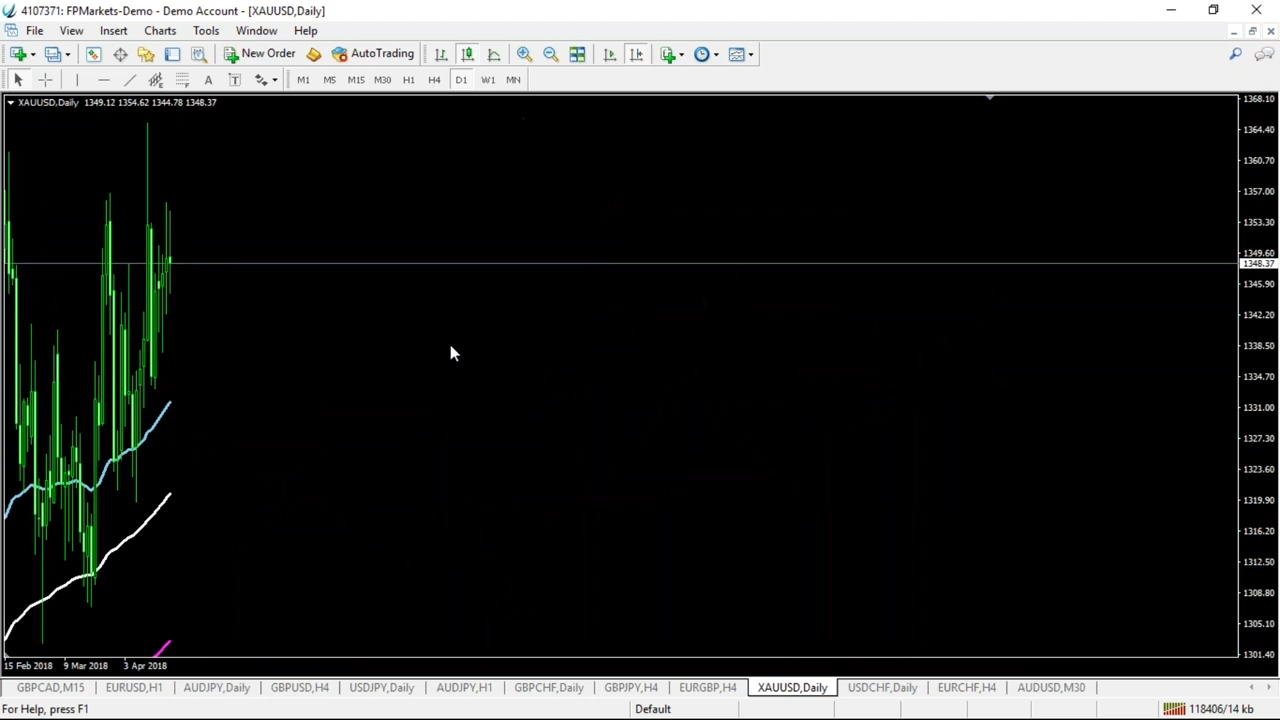 4107371: FPMarkets-Demo - Demo Account - [XAUUSD,Daily]
File View Insert Charts Tools Window Help
New Order AutoTrading
A T M1 M5 M15 M30 H1 H4 D1 W1 MN
XAUUSD,Daily 1349.12 1354.62 1344.78 1348.37
1368.10
1364.40
1360.70
1357.00
1353.30
1349.60
1348.37
1345.90
1342.20
1338.50
1334.70
1331.00
1327.30
1323.60
1319.90
1316.20
1312.50
1308.80
1305.10
1301.40
15 Feb 2018 9 Mar 2018 3 Apr 2018
GBPCAD,M15 EURUSD,H1 AUDJPY,Daily GBPUSD,H4 USDJPY,Daily AUDJPY,H1 GBPCHF,Daily GBPJPY,H4 EURGBP,H4 XAUUSD,Daily USDCHF,Daily EURCHF,H4 AUDUSD,M30
For Help, press F1 Default 118406/14 kb